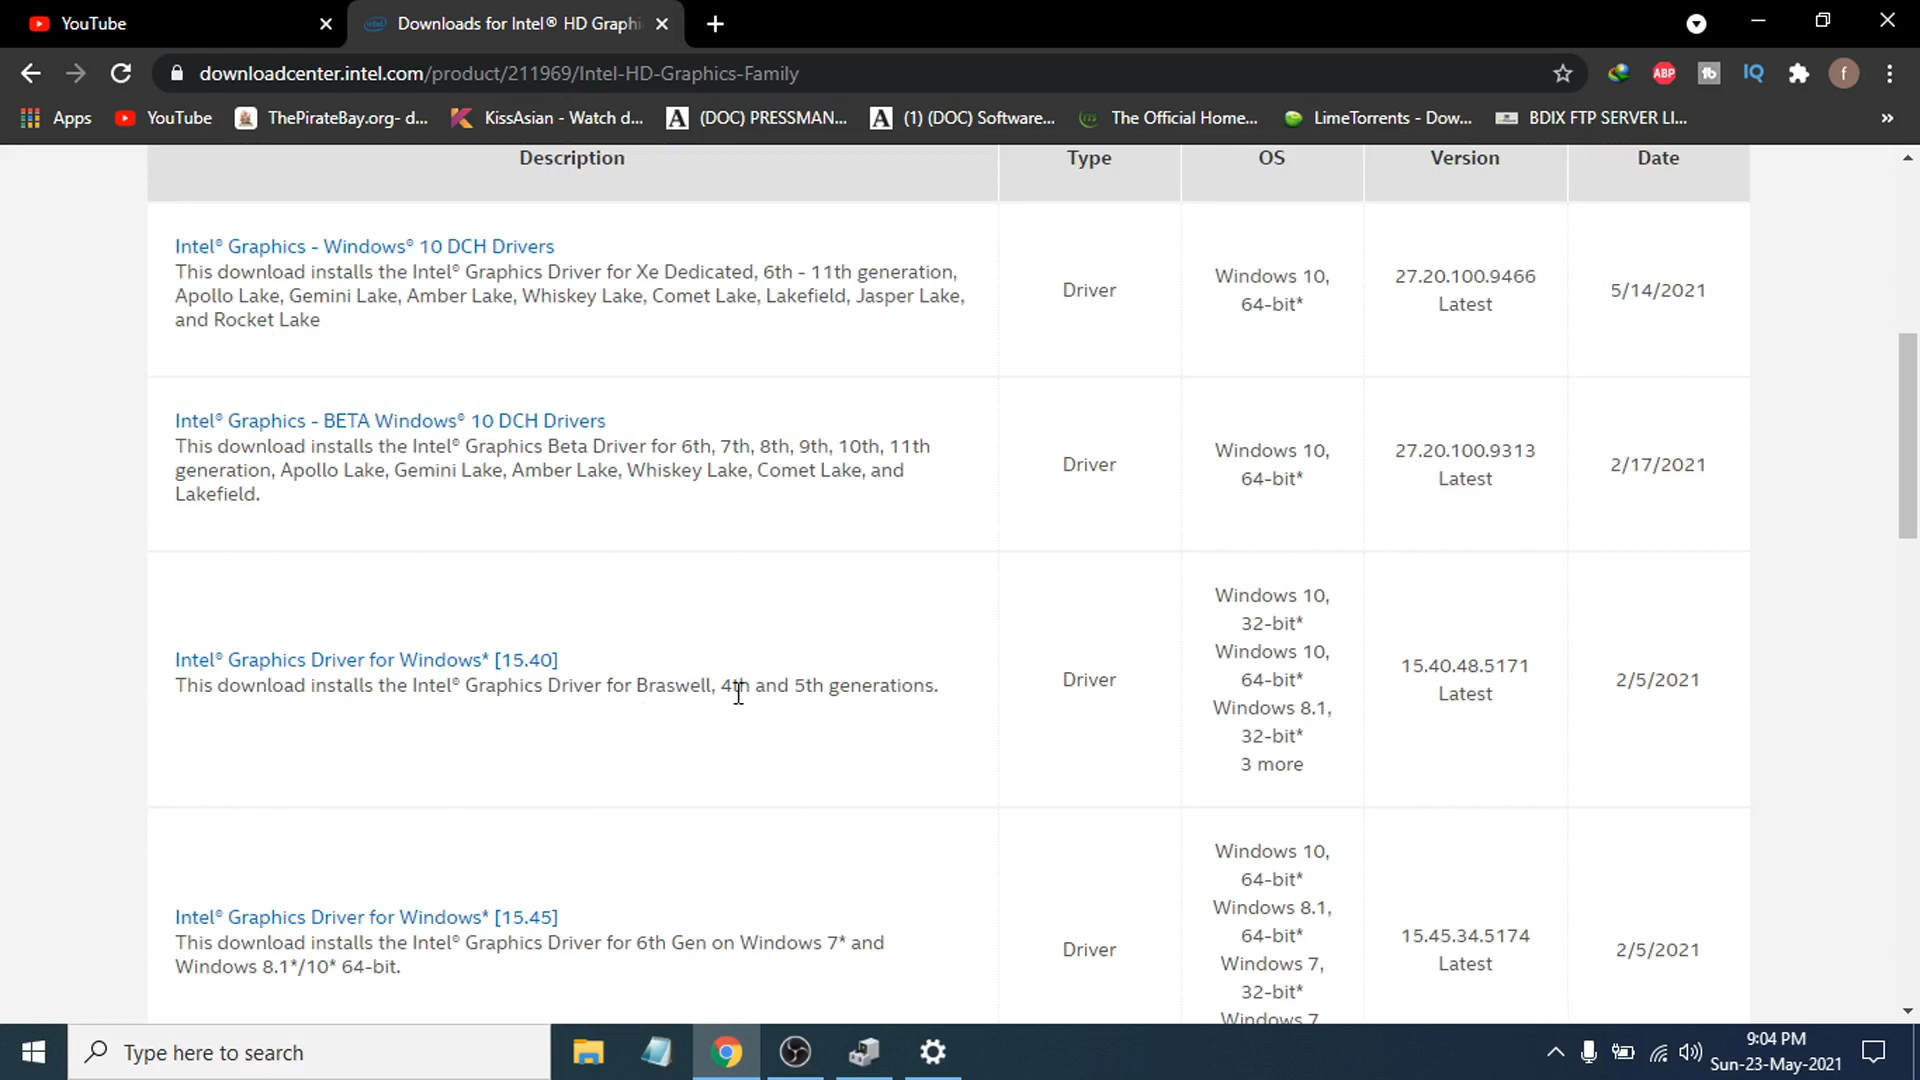 YouTube
Downloads for Intel® HD Graphi
downloadcenter.intel.com/product/211969/Intel-HD-Graphics-Family
ABP
IQ
f
Apps
YouTube
ThePirateBay.org- d...
KissAsian - Watch d...
A (DOC) PRESSMAN...
A (1) (DOC) Software...
The Official Home...
LimeTorrents - Dow...
BDIX FTP SERVER LI...
»
Description Type OS Version Date
Intel® Graphics - Windows® 10 DCH Drivers
This download installs the Intel® Graphics Driver for Xe Dedicated, 6th - 11th generation,
Apollo Lake, Gemini Lake, Amber Lake, Whiskey Lake, Comet Lake, Lakefield, Jasper Lake,
and Rocket Lake
Driver
Windows 10,
64-bit*
27.20.100.9466
Latest
5/14/2021
Intel® Graphics - BETA Windows® 10 DCH Drivers
This download installs the Intel® Graphics Beta Driver for 6th, 7th, 8th, 9th, 10th, 11th
generation, Apollo Lake, Gemini Lake, Amber Lake, Whiskey Lake, Comet Lake, and
Lakefield.
Driver
Windows 10,
64-bit*
27.20.100.9313
Latest
2/17/2021
Intel® Graphics Driver for Windows* [15.40]
This download installs the Intel® Graphics Driver for Braswell, 4th and 5th generations.
Driver
Windows 10,
32-bit*
Windows 10,
64-bit*
Windows 8.1,
32-bit*
3 more
15.40.48.5171
Latest
2/5/2021
Intel® Graphics Driver for Windows* [15.45]
This download installs the Intel® Graphics Driver for 6th Gen on Windows 7* and
Windows 8.1*/10* 64-bit.
Driver
Windows 10,
64-bit*
Windows 8.1,
64-bit*
Windows 7,
32-bit*
Windows 7
15.45.34.5174
Latest
2/5/2021
Type here to search
9:04 PM
Sun-23-May-2021